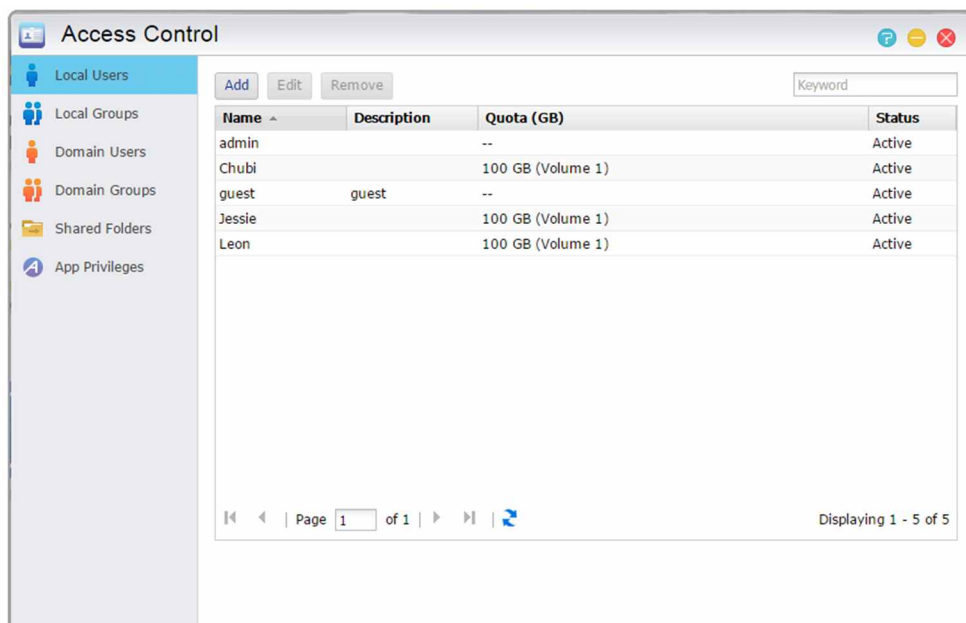 Access Control
Local Users
Local Groups
Domain Users
Domain Groups
Shared Folders
App Privileges
Add Edit Remove Keyword
Name Description Quota (GB) Status
admin -- Active
Chubi 100 GB (Volume 1) Active
guest guest -- Active
Jessie 100 GB (Volume 1) Active
Leon 100 GB (Volume 1) Active
Page 1 of 1 Displaying 1 - 5 of 5